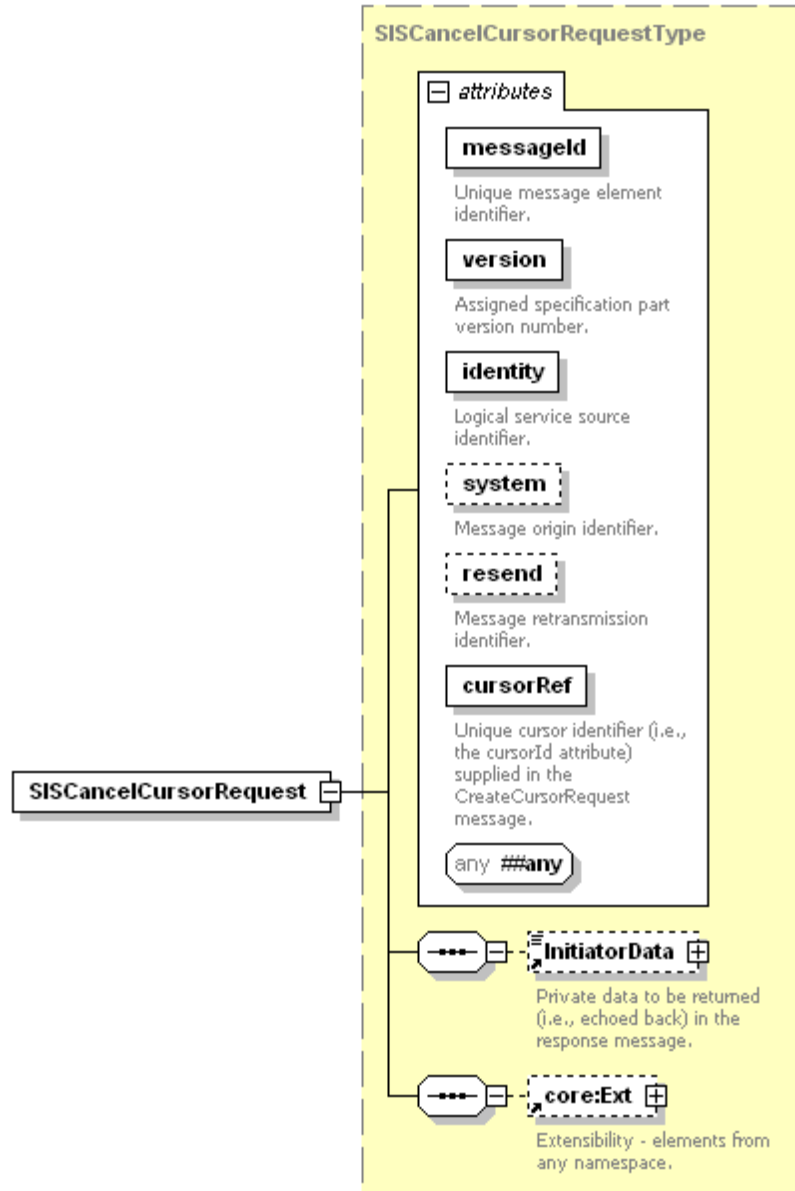 SISCancelCursorRequestType
attributes
messageId
Unique message element
identifier.
version
Assigned specification part
version number.
identity
Logical service source
identifier.
system
Message origin identifier.
resend
Message retransmission
identifier.
cursorRef
Unique cursor identifier (i.e.,
the cursorId attribute)
supplied in the
CreateCursorRequest
message.
any ##any
SISCancelCursorRequest
InitiatorData
Private data to be returned
(i.e., echoed back) in the
response message.
core:Ext
Extensibility - elements from
any namespace.